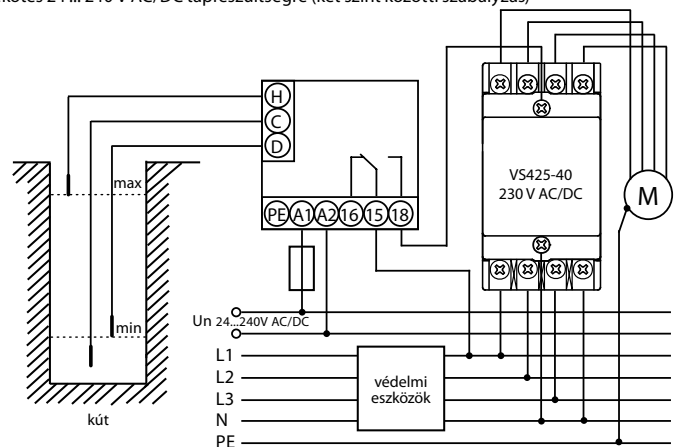 H
C
D
PE A1 A2 16 15 18
VS425-40
230 V AC/DC
M
max
min
kút
Un 24...240V AC/DC
L1
L2
L3
N
PE
védelmi
eszközök